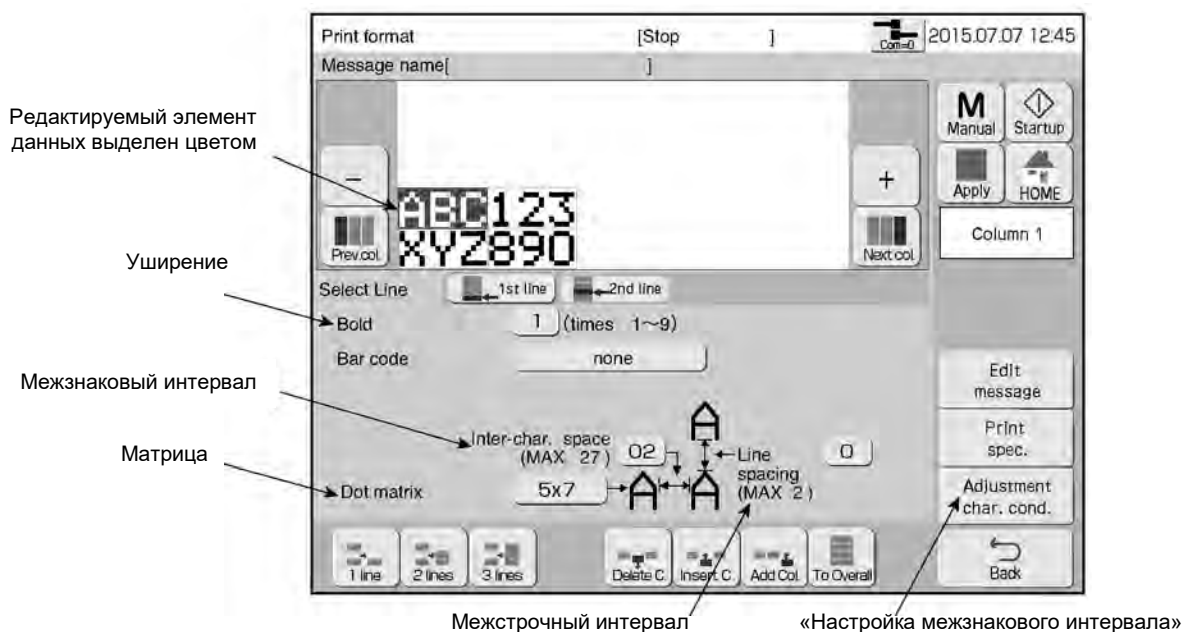 Print format [Stop ] Com=0 2015.07.07 12:45
Message name[ ]
Редактируемый элемент
данных выделен цветом
- + 
ABC123
XYZ890
Prev.col. Next col.
M
Manual Startup
Apply HOME
Column 1
Уширение
Select Line 1st line 2nd line
Bold 1 (times 1~9)
Bar code none
Межзнаковый интервал
Матрица
Inter-char. space
(MAX 27) 02
Line
spacing
(MAX 2)
0
Dot matrix 5x7
A
A A
Edit
message
Print
spec.
Adjustment
char. cond.
1 line 2 lines 3 lines Delete C. Insert C. Add Col. To Overall Back
Межстрочный интервал «Настройка межзнакового интервала»